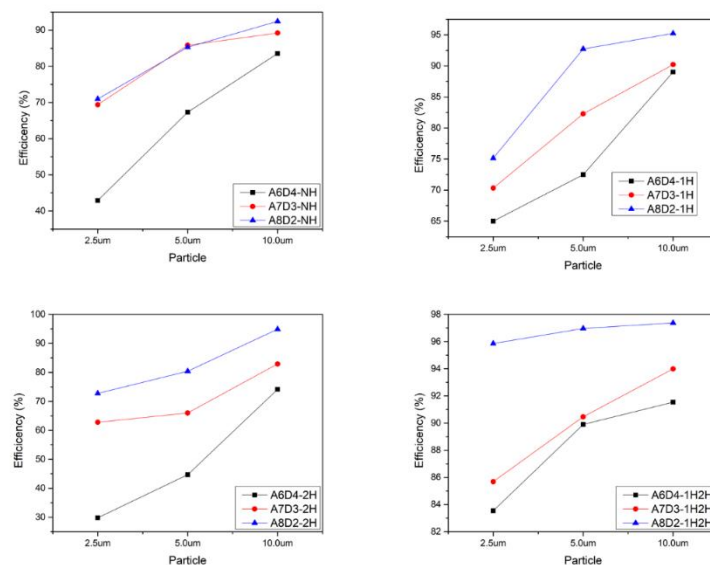 90
80
70
60
50
40
Efficicency (%)
2.5um 5.0um 10.0um
Particle
A6D4-NH
A7D3-NH
A8D2-NH
95
90
85
80
75
70
65
Efficicency (%)
2.5um 5.0um 10.0um
Particle
A6D4-1H
A7D3-1H
A8D2-1H
100
90
80
70
60
50
40
30
Efficicency (%)
2.5um 5.0um 10.0um
Particle
A6D4-2H
A7D3-2H
A8D2-2H
98
96
94
92
90
88
86
84
82
Efficicency (%)
2.5um 5.0um 10.0um
Particle
A6D4-1H2H
A7D3-1H2H
A8D2-1H2H